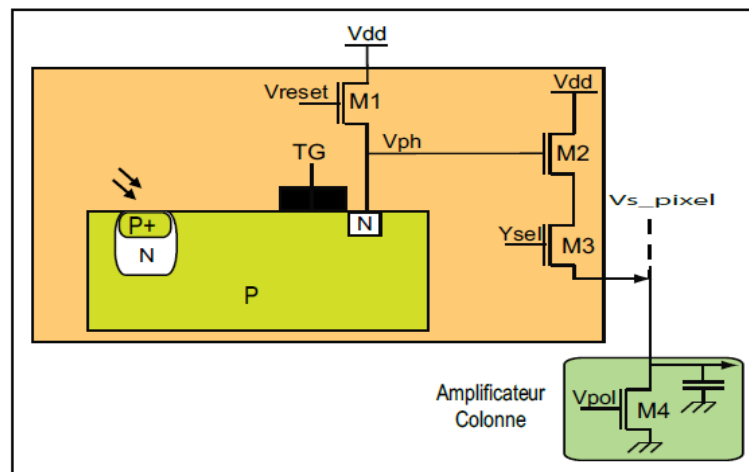 Vdd
Vreset
M1
Vdd
TG
Vph
M2
Vs_pixel
P+
N
N
Ysel
M3
P
Amplificateur
Colonne
Vpol
M4